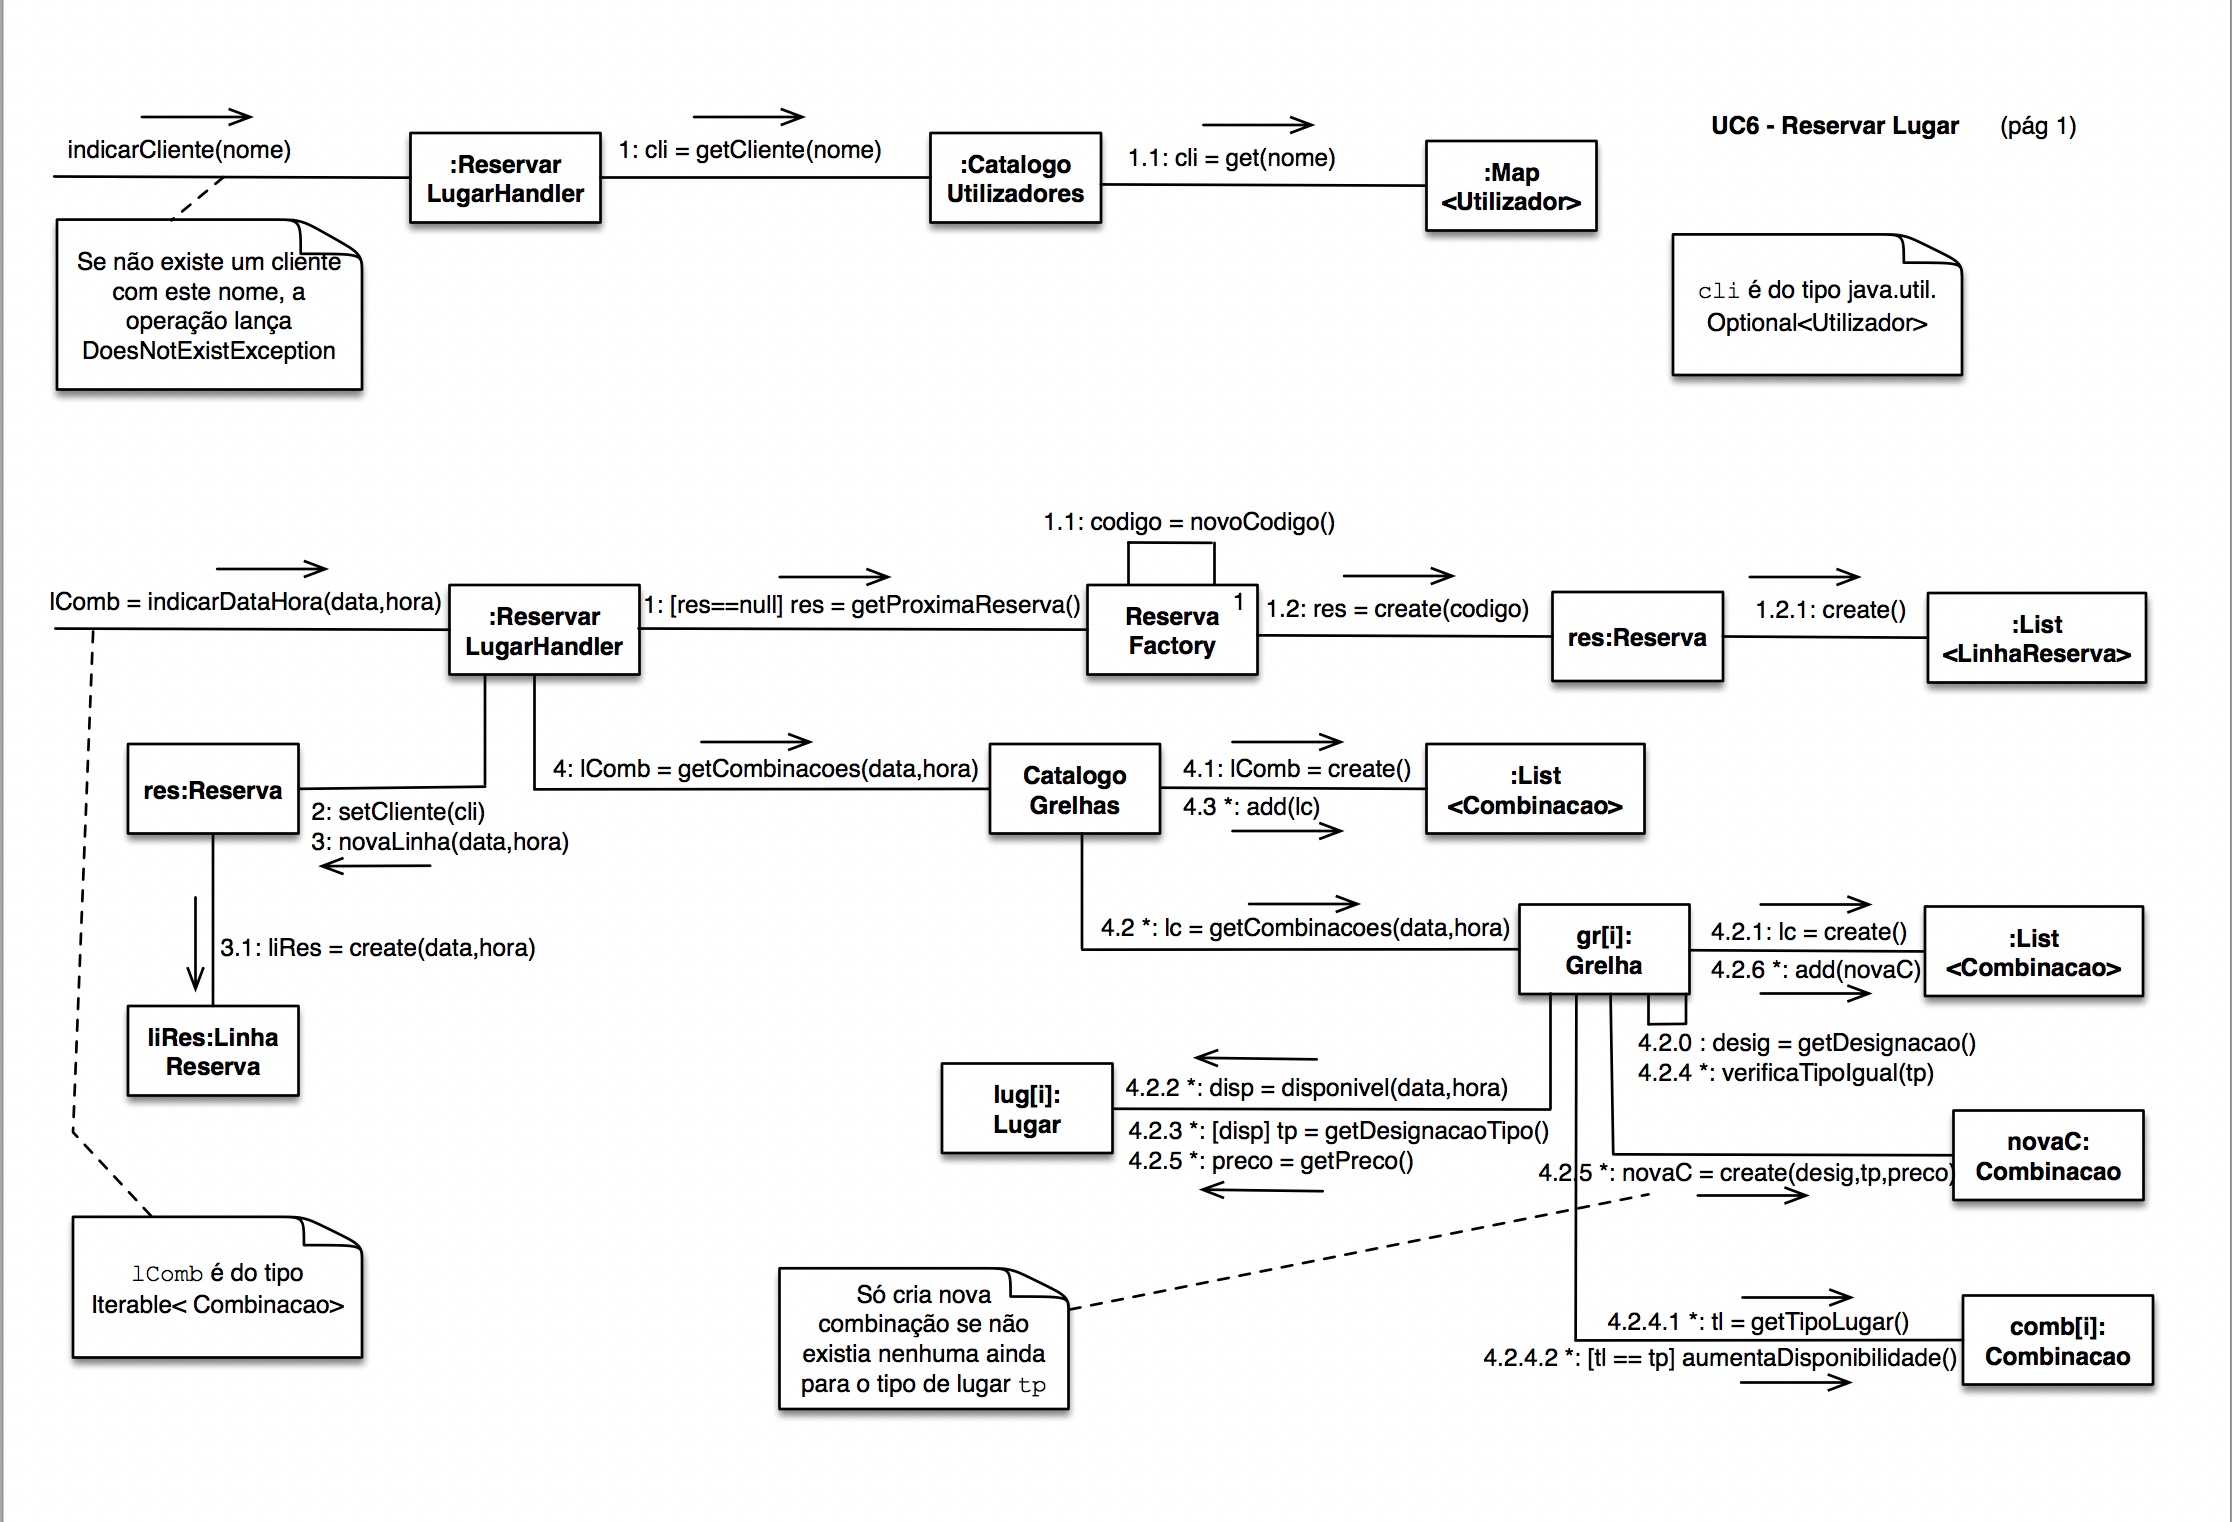 UC6 - Reservar Lugar (pág 1)
indicarCliente(nome)
:Reservar
LugarHandler
1: cli = getCliente(nome)
:Catalogo
Utilizadores
1.1: cli = get(nome)
:Map
<Utilizador>
Se não existe um cliente
com este nome, a
operação lança
DoesNotExistException
cli é do tipo java.util.
Optional<Utilizador>
1.1: codigo = novoCodigo()
lComb = indicarDataHora(data,hora)
:Reservar
LugarHandler
1: [res==null] res = getProximaReserva()
Reserva 1
Factory
1.2: res = create(codigo)
res:Reserva
1.2.1: create()
:List
<LinhaReserva>
res:Reserva
2: setCliente(cli)
3: novaLinha(data,hora)
4: lComb = getCombinacoes(data,hora)
Catalogo
Grelhas
4.1: lComb = create()
4.3 *: add(lc)
:List
<Combinacao>
3.1: liRes = create(data,hora)
liRes:Linha
Reserva
4.2 *: lc = getCombinacoes(data,hora)
gr[i]:
Grelha
4.2.1: lc = create()
4.2.6 *: add(novaC)
:List
<Combinacao>
4.2.0 : desig = getDesignacao()
4.2.4 *: verificaTipoIgual(tp)
lug[i]:
Lugar
4.2.2 *: disp = disponivel(data,hora)
4.2.3 *: [disp] tp = getDesignacaoTipo()
4.2.5 *: preco = getPreco()
novaC:
Combinacao
4.2.5 *: novaC = create(desig,tp,preco)
lComb é do tipo
Iterable< Combinacao>
Só cria nova
combinação se não
existia nenhuma ainda
para o tipo de lugar tp
4.2.4.1 *: tl = getTipoLugar()
4.2.4.2 *: [tl == tp] aumentaDisponibilidade()
comb[i]:
Combinacao